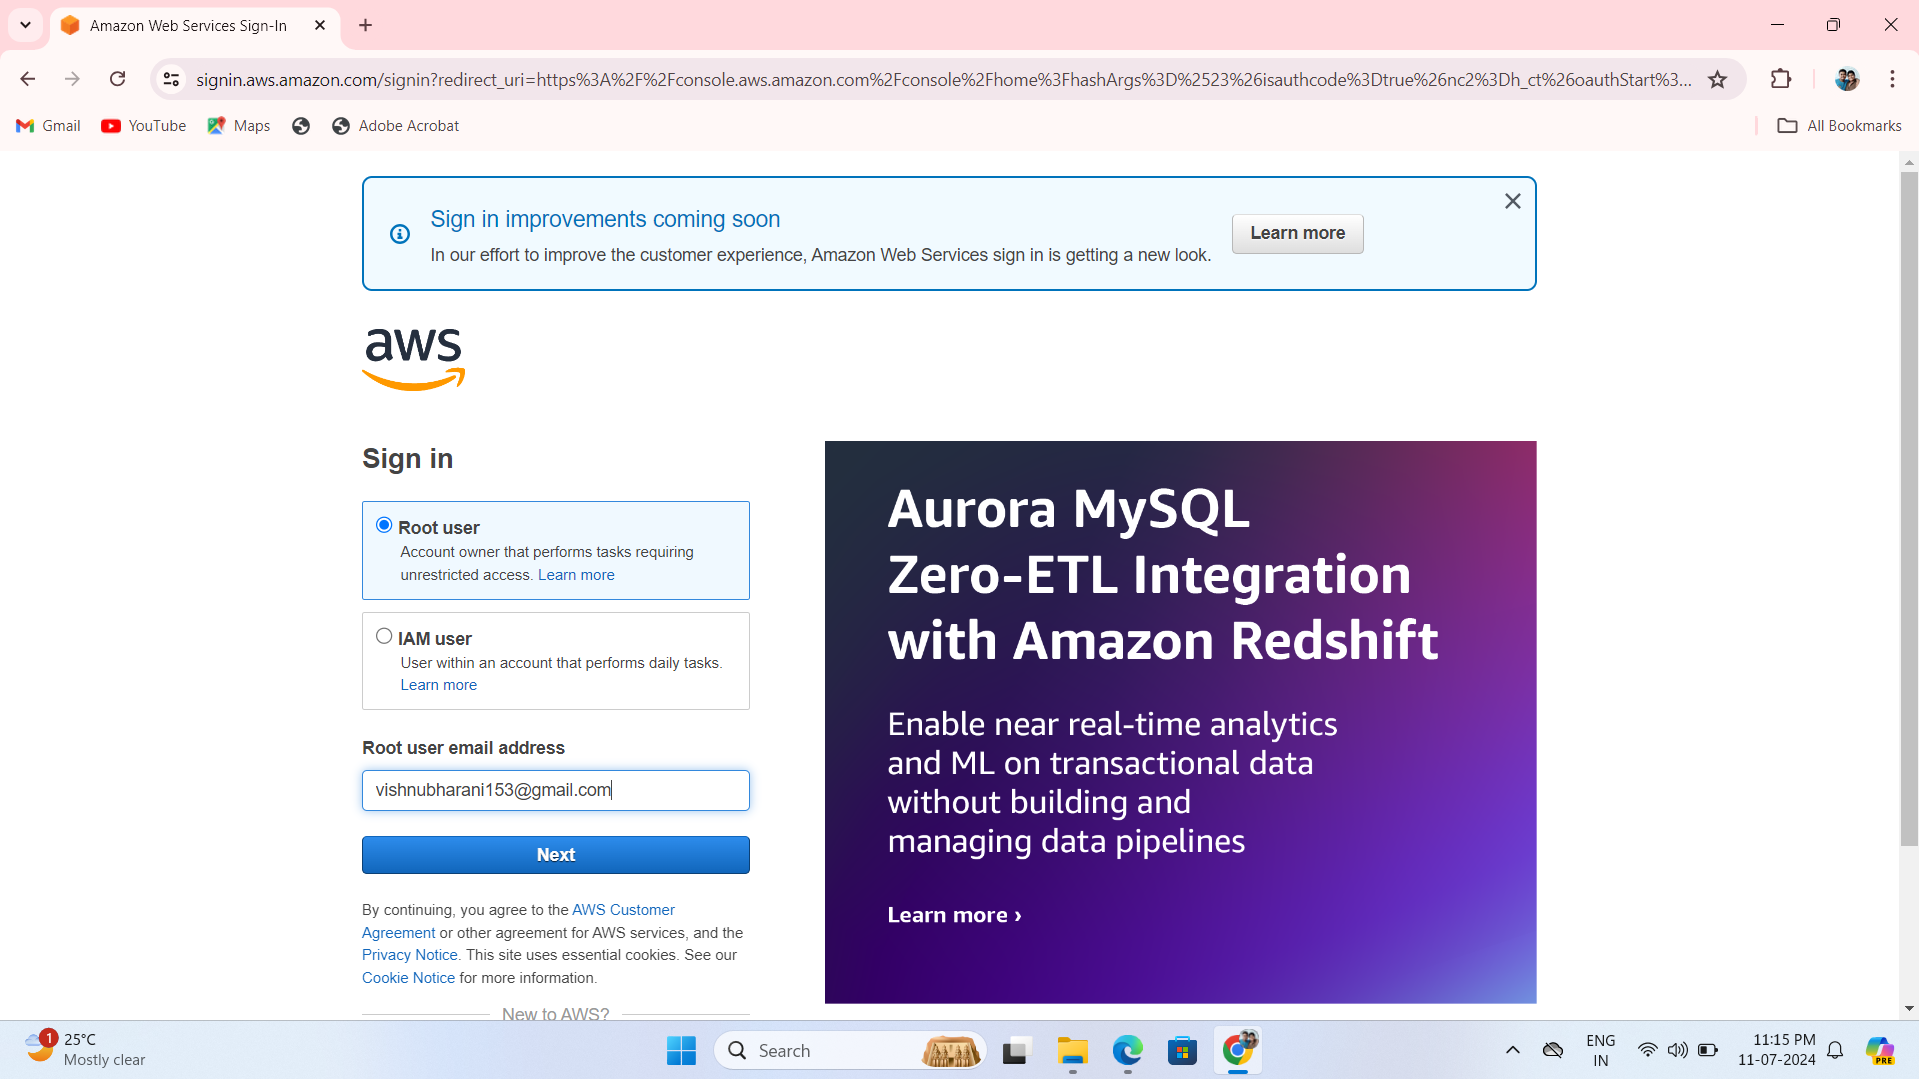 Amazon Web Services Sign-In
signin.aws.amazon.com/signin?redirect_uri=https%3A%2F%2Fconsole.aws.amazon.com%2Fconsole%2Fhome%3FhashArgs%3D%2523%26isauthcode%3Dtrue%26nc2%3Dh_ct%26oauthStart%3...
Gmail YouTube Maps Adobe Acrobat All Bookmarks
Sign in improvements coming soon
In our effort to improve the customer experience, Amazon Web Services sign in is getting a new look.
Learn more
aws
Sign in
Root user
Account owner that performs tasks requiring
unrestricted access. Learn more
IAM user
User within an account that performs daily tasks.
Learn more
Root user email address
vishnubharani153@gmail.com
Next
By continuing, you agree to the AWS Customer
Agreement or other agreement for AWS services, and the
Privacy Notice. This site uses essential cookies. See our
Cookie Notice for more information.
New to AWS?
Aurora MySQL
Zero-ETL Integration
with Amazon Redshift
Enable near real-time analytics
and ML on transactional data
without building and
managing data pipelines
Learn more ›
1
25°C
Mostly clear
Search
ENG
IN
11:15 PM
11-07-2024
PRE